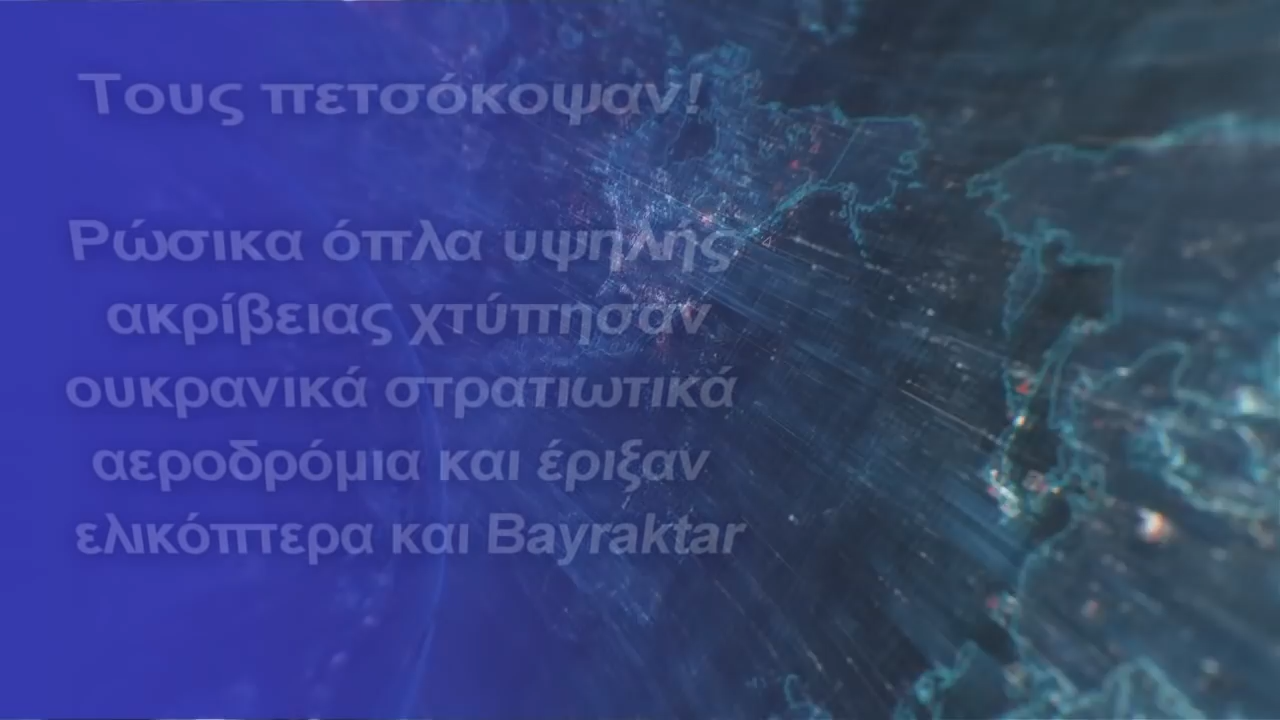 Τους πετσόκοψαν!
Ρώσικα όπλα υψηλής
ακρίβειας χτύπησαν
ουκρανικά στρατιωτικά
αεροδρόμια και έριξαν
ελικόπτερα και Bayraktar